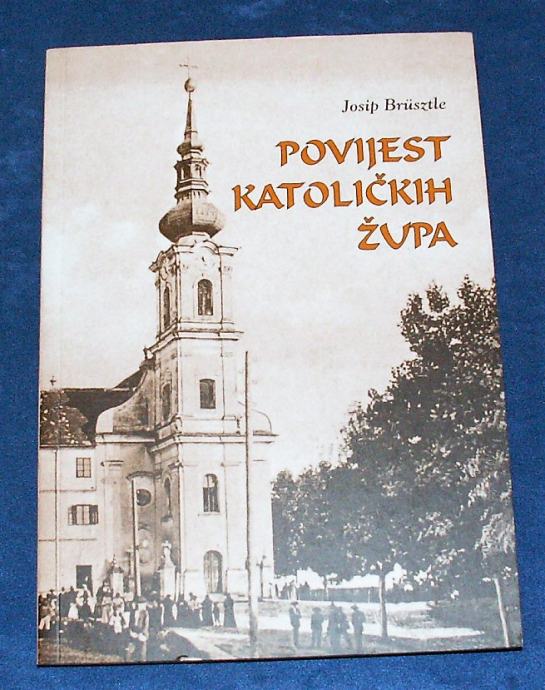 Josip Brüsztle
POVIJEST
KATOLIČKIH
ŽUPA